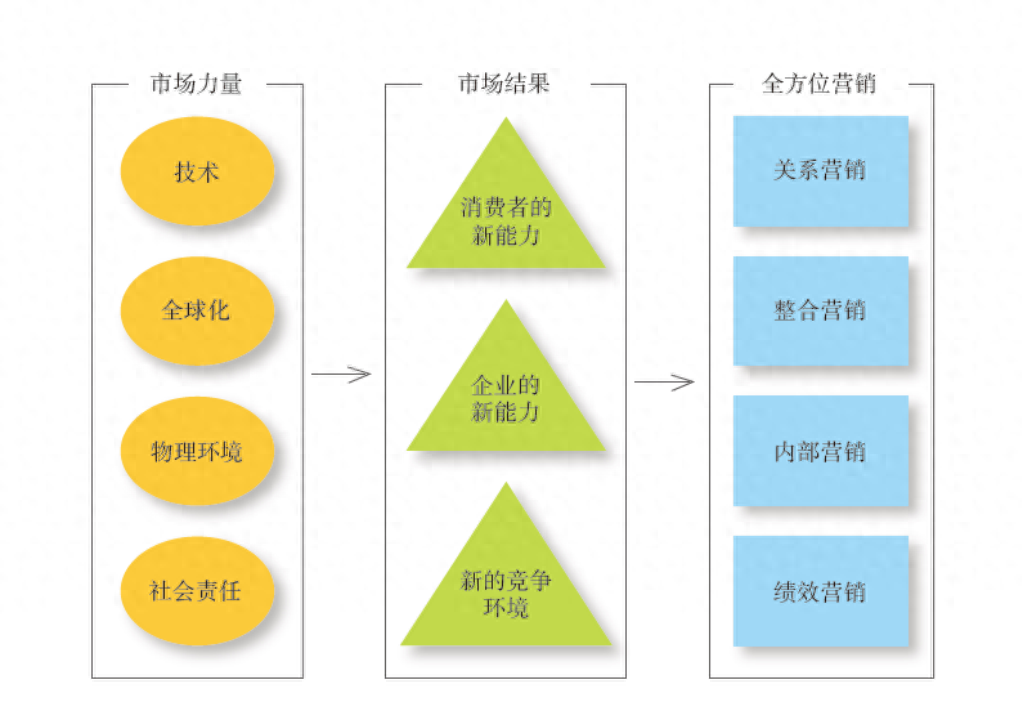 市场力量
技术
全球化
物理环境
社会责任
市场结果
消费者的
新能力
企业的
新能力
新的竞争
环境
全方位营销
关系营销
整合营销
内部营销
绩效营销